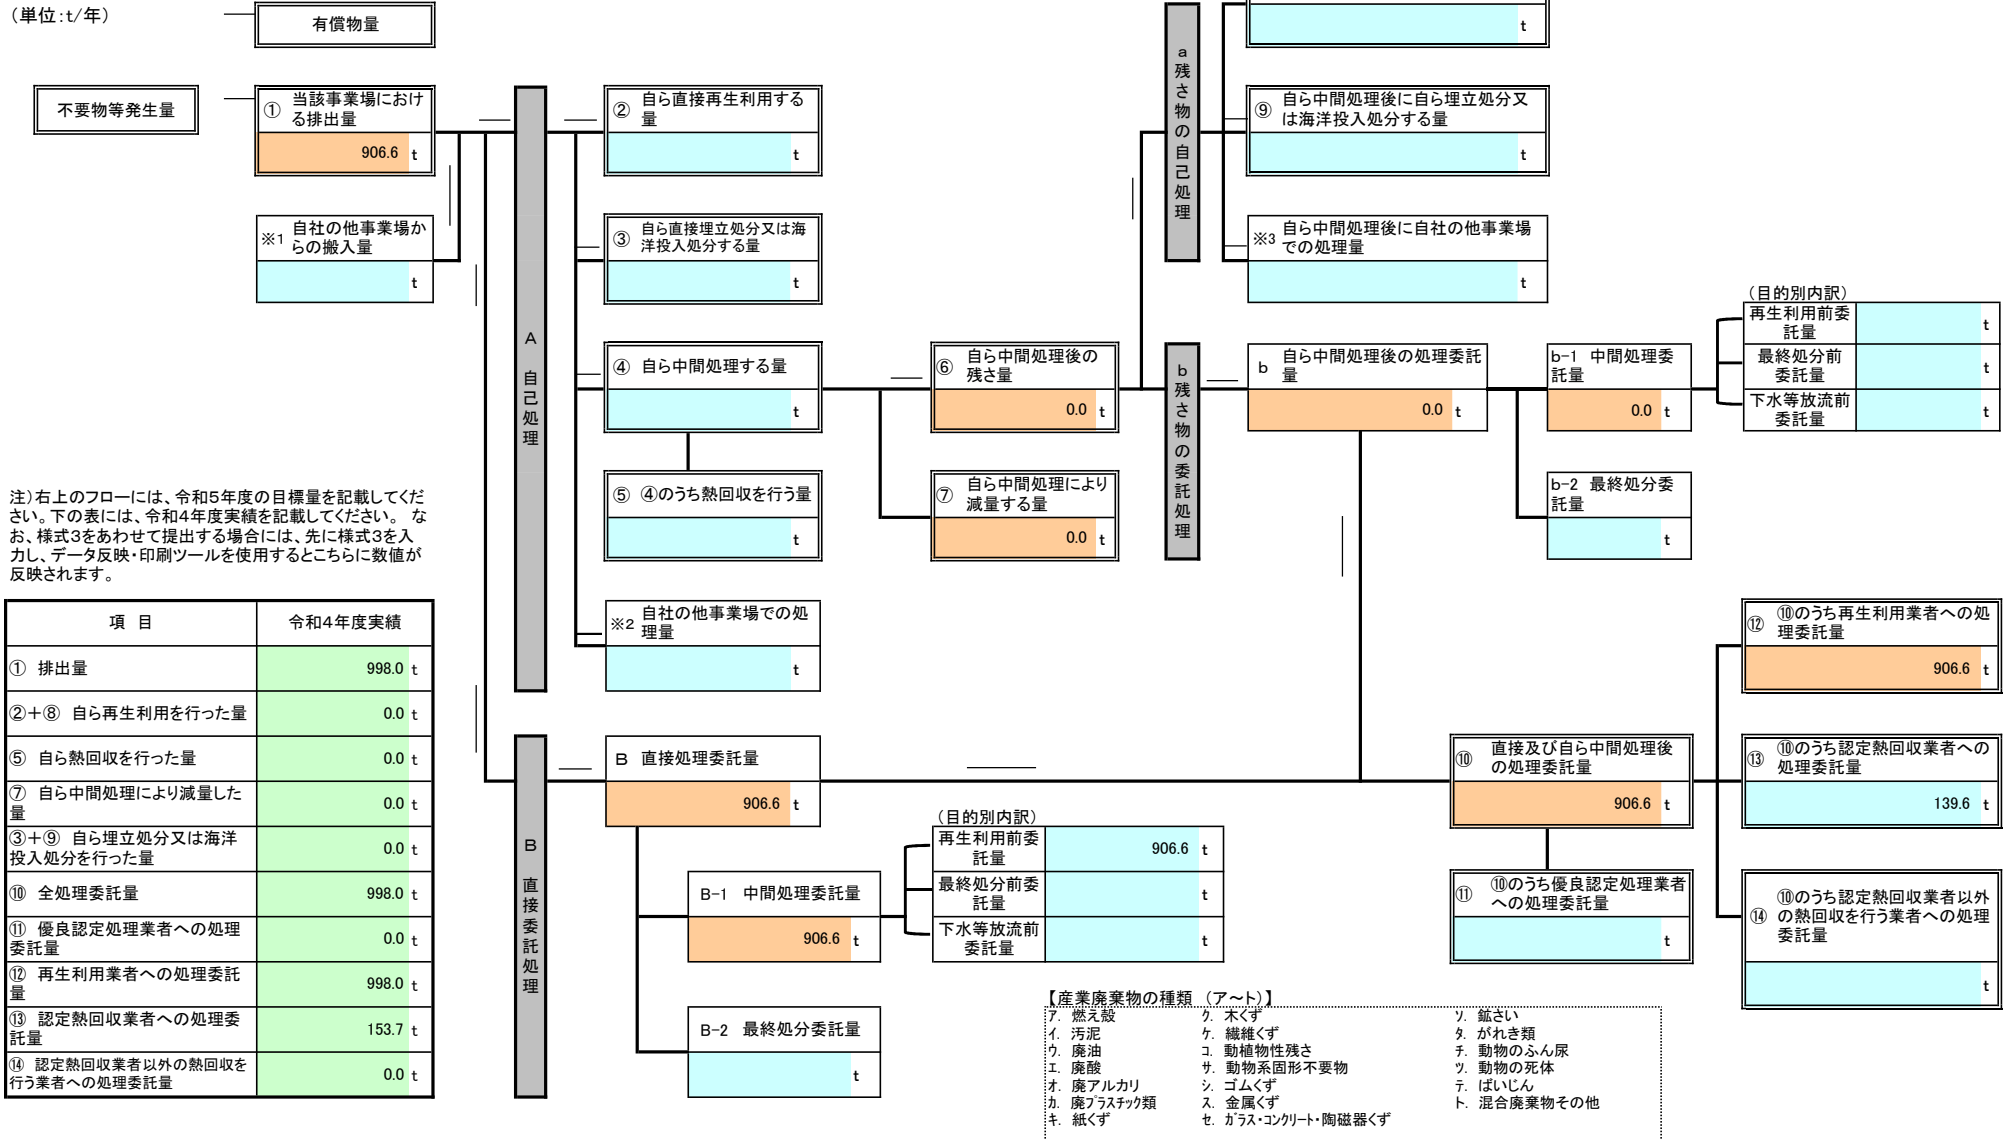 (単位:t/年)
有償物量
t
不要物等発生量
① 当該事業場におけ
る排出量
906.6 t
※1 自社の他事業場か
らの搬入量
t
A 自己処理
② 自ら直接再生利用する
量
t
③ 自ら直接埋立処分又は海
洋投入処分する量
t
④ 自ら中間処理する量
t
⑤ ④のうち熱回収を行う量
t
※2 自社の他事業場での処
理量
t
⑥ 自ら中間処理後の
残さ量
0.0 t
⑦ 自ら中間処理により
減量する量
0.0 t
a 残さ物の自己処理
⑨ 自ら中間処理後に自ら埋立処分又
は海洋投入処分する量
t
※3 自ら中間処理後に自社の他事業場
での処理量
t
b 残さ物の委託処理
b 自ら中間処理後の処理委託
量
0.0 t
b-1 中間処理委
託量
0.0 t
b-2 最終処分委
託量
t
(目的別内訳)
再生利用前委
託量
t
最終処分前
委託量
t
下水等放流前
委託量
t
注)右上のフローには、令和5年度の目標量を記載してくだ
さい。下の表には、令和4年度実績を記載してください。 な
お、様式3をあわせて提出する場合には、先に様式3を入
力し、データ反映・印刷ツールを使用するとこちらに数値が
反映されます。
項 目 令和4年度実績
① 排出量 998.0 t
②+⑧ 自ら再生利用を行った量 0.0 t
⑤ 自ら熱回収を行った量 0.0 t
⑦ 自ら中間処理により減量した
量 0.0 t
③+⑨ 自ら埋立処分又は海洋
投入処分を行った量 0.0 t
⑩ 全処理委託量 998.0 t
⑪ 優良認定処理業者への処理
委託量 0.0 t
⑫ 再生利用業者への処理委託
量 998.0 t
⑬ 認定熱回収業者への処理委
託量 153.7 t
⑭ 認定熱回収業者以外の熱回収を
行う業者への処理委託量 0.0 t
B 直接委託処理
B 直接処理委託量
906.6 t
B-1 中間処理委託量
906.6 t
B-2 最終処分委託量
t
(目的別内訳)
再生利用前委
託量
906.6 t
最終処分前委
託量
t
下水等放流前
委託量
t
⑩ 直接及び自ら中間処理後
の処理委託量
906.6 t
⑪ ⑩のうち優良認定処理業者
への処理委託量
t
⑫ ⑩のうち再生利用業者への処
理委託量
906.6 t
⑬ ⑩のうち認定熱回収業者への
処理委託量
139.6 t
⑭ ⑩のうち認定熱回収業者以外
の熱回収を行う業者への処理
委託量
t
【産業廃棄物の種類 (ア～ト)】
ア. 燃え殻 ク. 木くず ソ. 鉱さい
イ. 汚泥 ケ. 繊維くず タ. がれき類
ウ. 廃油 コ. 動植物性残さ チ. 動物のふん尿
エ. 廃酸 サ. 動物系固形不要物 ツ. 動物の死体
オ. 廃アルカリ シ. ゴムくず テ. ばいじん
カ. 廃プラスチック類 ス. 金属くず ト. 混合廃棄物その他
キ. 紙くず セ. ガラス・コンクリート・陶磁器くず